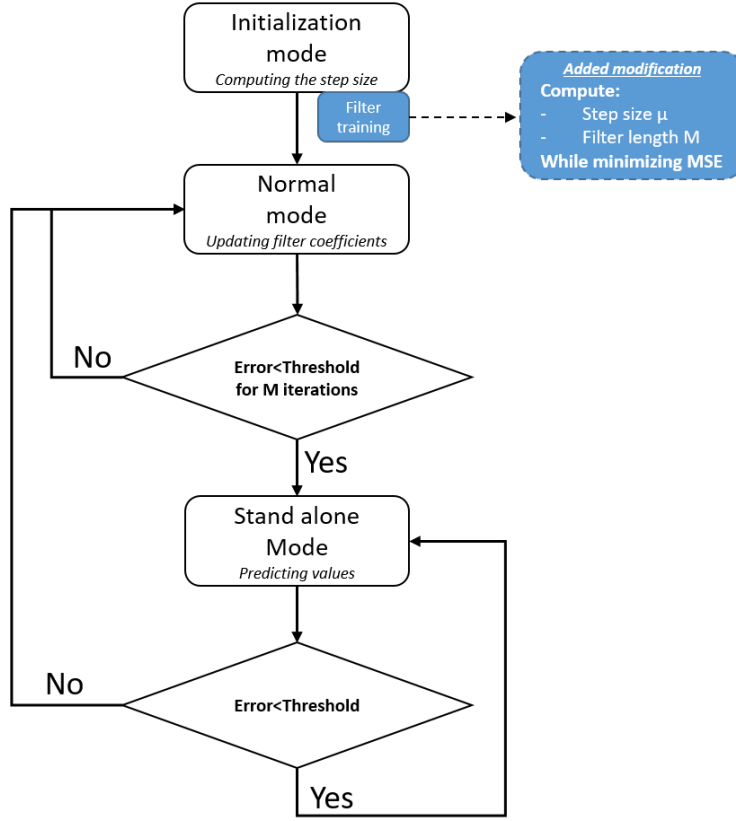 Initialization
mode
Computing the step size
Filter
training
Added modification
Compute:
- Step size µ
- Filter length M
While minimizing MSE
Normal
mode
Updating filter coefficients
No
Error<Threshold
for M iterations
Yes
Stand alone
Mode
Predicting values
No
Error<Threshold
Yes